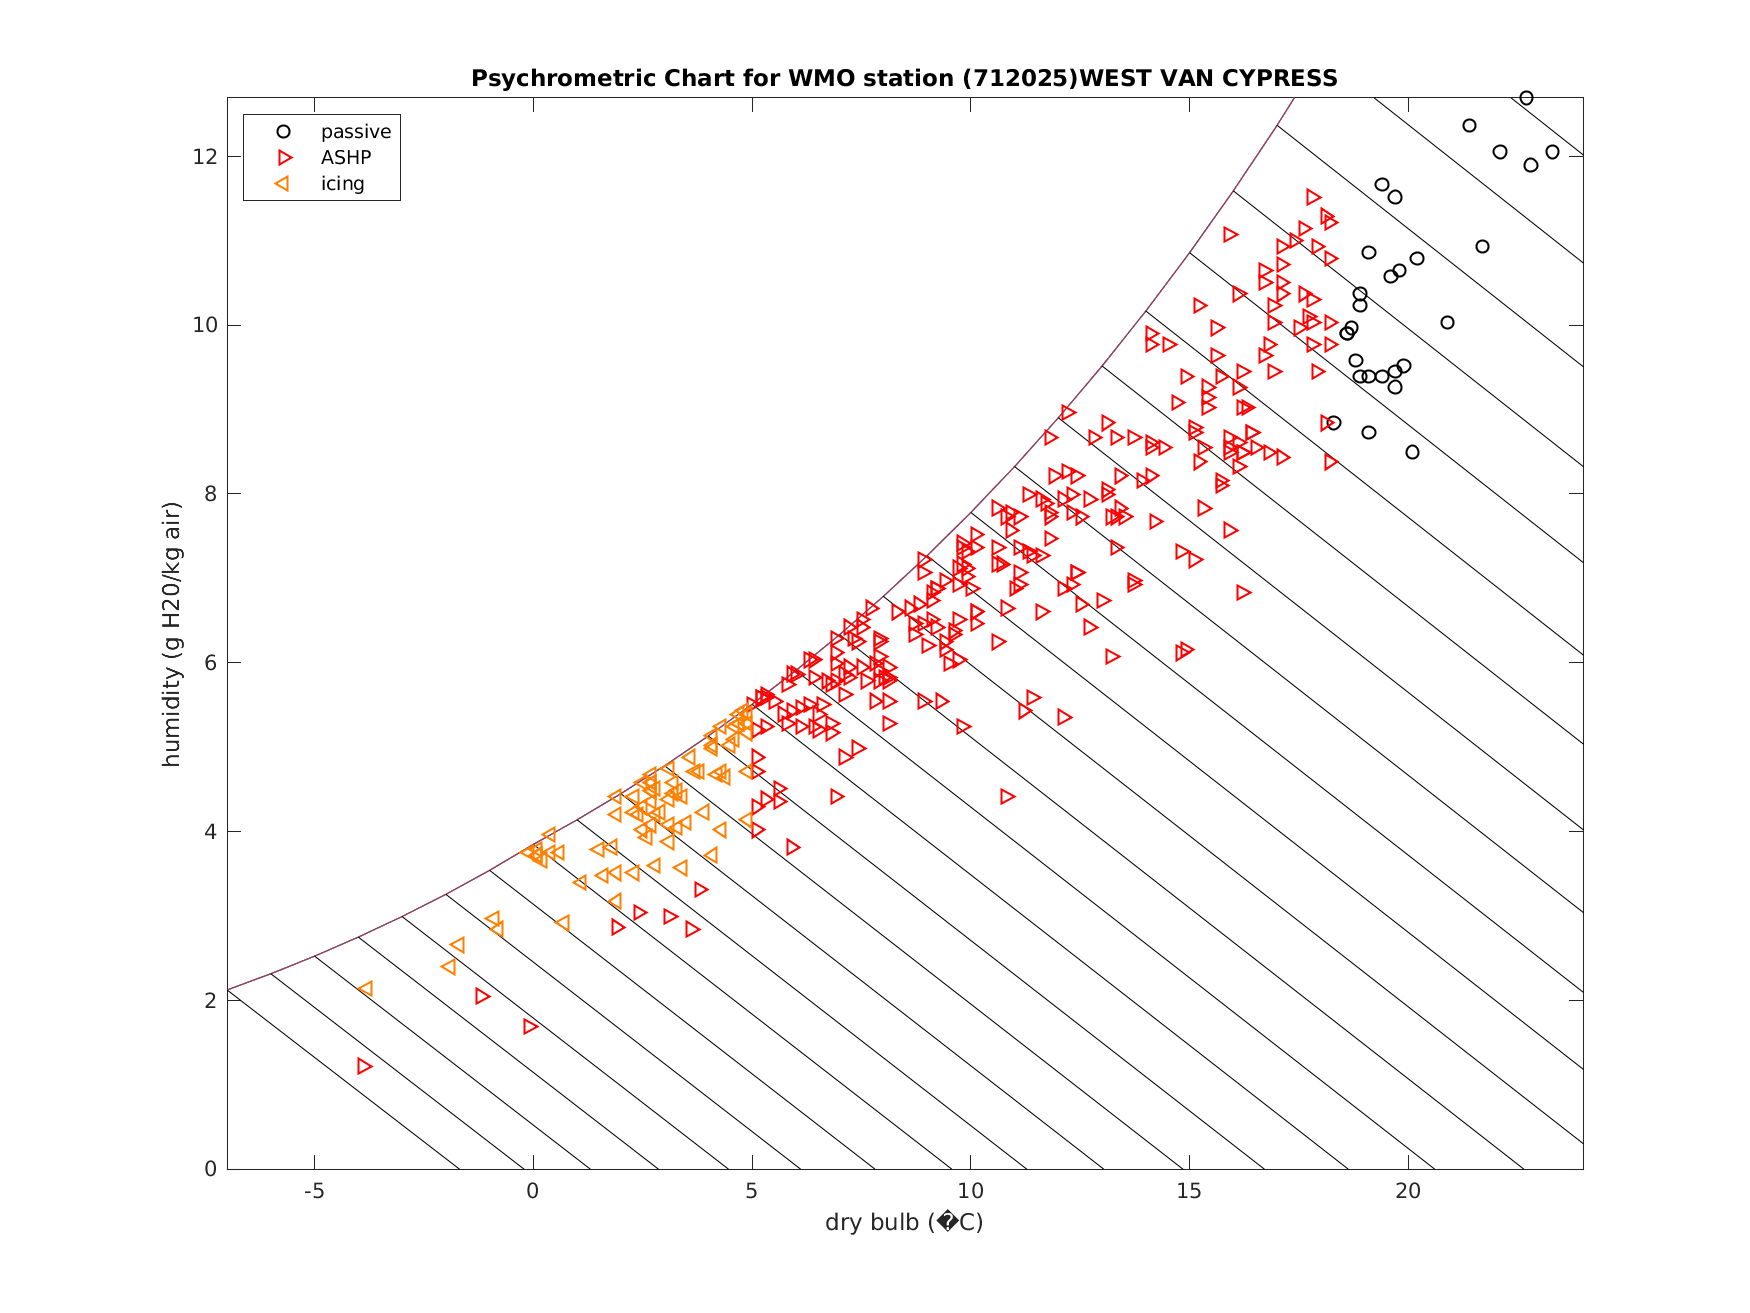 Psychrometric Chart for WMO station (712025)WEST VAN CYPRESS
passive
ASHP
icing
12
10
8
6
4
2
0
humidity (g H20/kg air)
-5
0
5
10
15
20
dry bulb (�C)